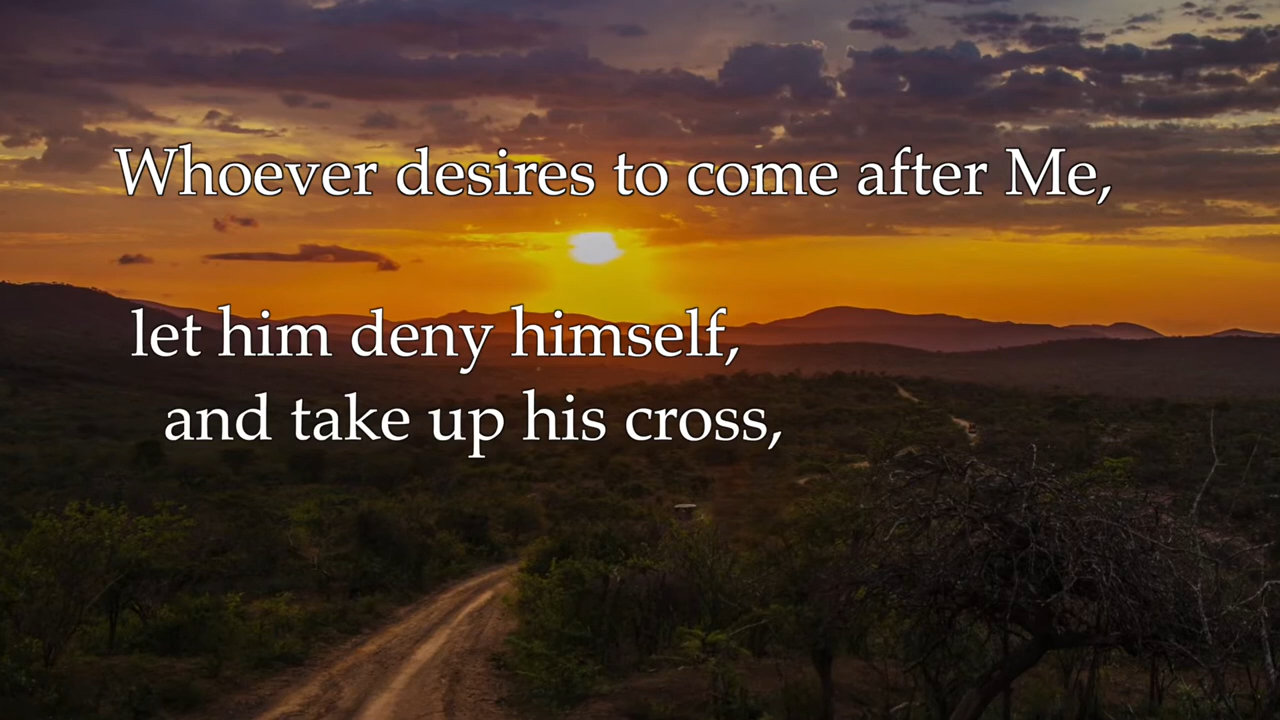 Whoever desires to come after Me,
let him deny himself,
and take up his cross,